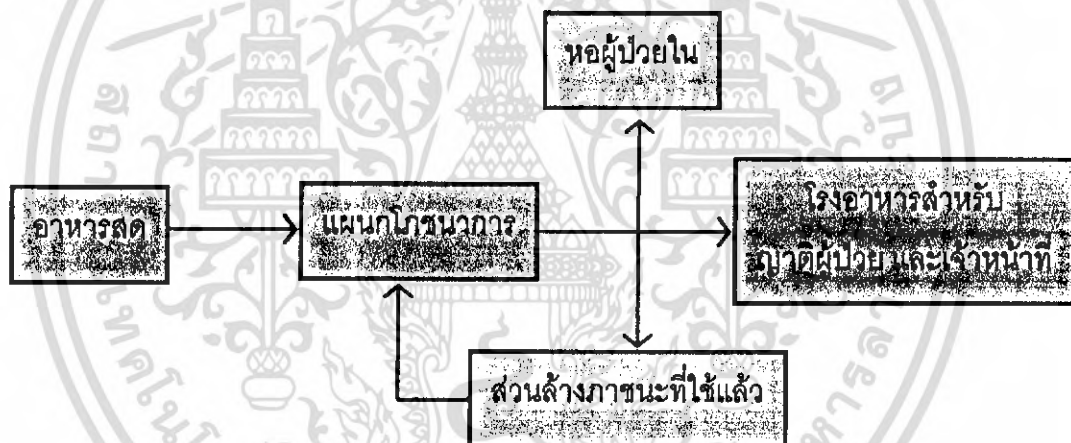 หอผู้ป่วยใน
อาหารสด
แผนกโภชนาการ
โรงอาหารสำหรับ
ญาติผู้ป่วย และเจ้าหน้าที่
ส่วนล้างภาชนะที่ใช้แล้ว